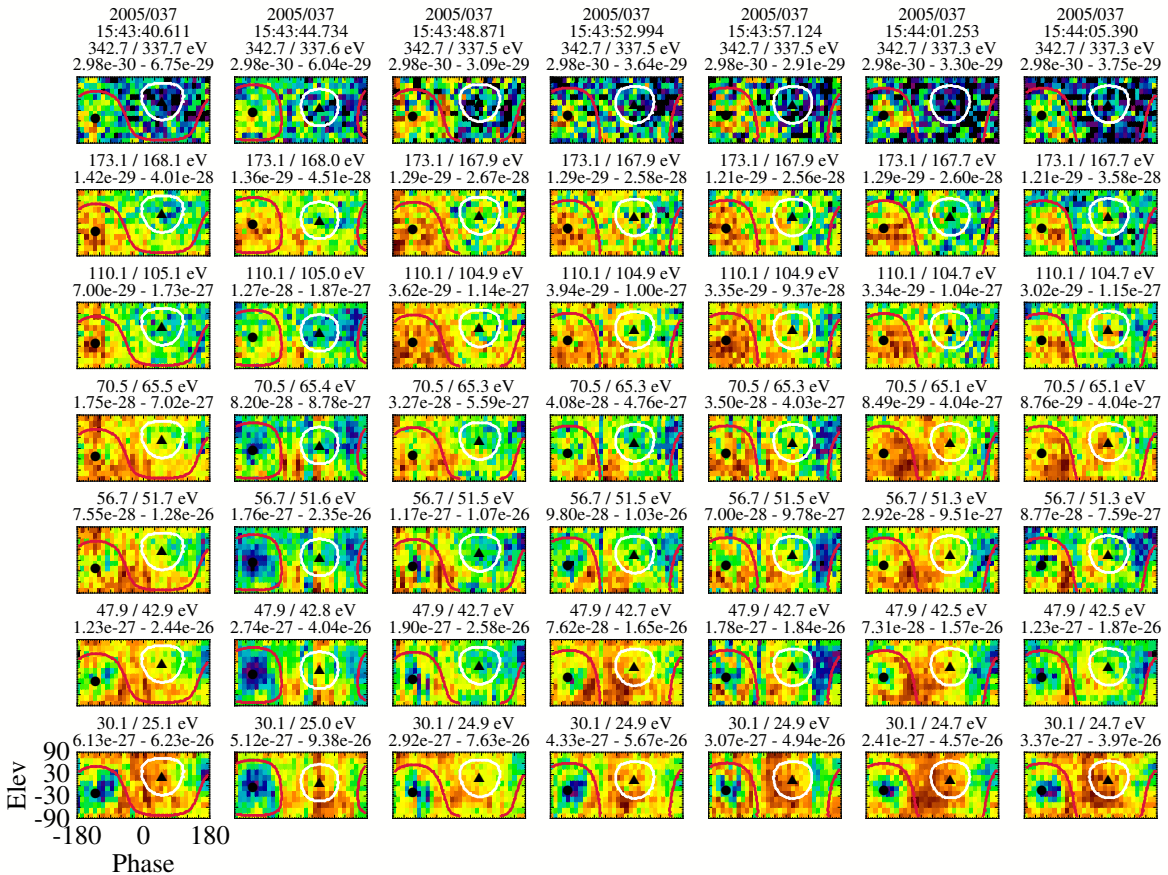 2005/037 2005/037 2005/037 2005/037 2005/037 2005/037 2005/037
15:43:40.611 15:43:44.734 15:43:48.871 15:43:52.994 15:43:57.124 15:44:01.253 15:44:05.390
342.7 / 337.7 eV 342.7 / 337.6 eV 342.7 / 337.5 eV 342.7 / 337.5 eV 342.7 / 337.5 eV 342.7 / 337.3 eV 342.7 / 337.3 eV
2.98e-30 - 6.75e-29 2.98e-30 - 6.04e-29 2.98e-30 - 3.09e-29 2.98e-30 - 3.64e-29 2.98e-30 - 2.91e-29 2.98e-30 - 3.30e-29 2.98e-30 - 3.75e-29
173.1 / 168.1 eV 173.1 / 168.0 eV 173.1 / 167.9 eV 173.1 / 167.9 eV 173.1 / 167.9 eV 173.1 / 167.7 eV 173.1 / 167.7 eV
1.42e-29 - 4.01e-28 1.36e-29 - 4.51e-28 1.29e-29 - 2.67e-28 1.29e-29 - 2.58e-28 1.21e-29 - 2.56e-28 1.29e-29 - 2.60e-28 1.21e-29 - 3.58e-28
110.1 / 105.1 eV 110.1 / 105.0 eV 110.1 / 104.9 eV 110.1 / 104.9 eV 110.1 / 104.9 eV 110.1 / 104.7 eV 110.1 / 104.7 eV
7.00e-29 - 1.73e-27 1.27e-28 - 1.87e-27 3.62e-29 - 1.14e-27 3.94e-29 - 1.00e-27 3.35e-29 - 9.37e-28 3.34e-29 - 1.04e-27 3.02e-29 - 1.15e-27
70.5 / 65.5 eV 70.5 / 65.4 eV 70.5 / 65.3 eV 70.5 / 65.3 eV 70.5 / 65.3 eV 70.5 / 65.1 eV 70.5 / 65.1 eV
1.75e-28 - 7.02e-27 8.20e-28 - 8.78e-27 3.27e-28 - 5.59e-27 4.08e-28 - 4.76e-27 3.50e-28 - 4.03e-27 8.49e-29 - 4.04e-27 8.76e-29 - 4.04e-27
56.7 / 51.7 eV 56.7 / 51.6 eV 56.7 / 51.5 eV 56.7 / 51.5 eV 56.7 / 51.5 eV 56.7 / 51.3 eV 56.7 / 51.3 eV
7.55e-28 - 1.28e-26 1.76e-27 - 2.35e-26 1.17e-27 - 1.07e-26 9.80e-28 - 1.03e-26 7.00e-28 - 9.78e-27 2.92e-28 - 9.51e-27 8.77e-28 - 7.59e-27
47.9 / 42.9 eV 47.9 / 42.8 eV 47.9 / 42.7 eV 47.9 / 42.7 eV 47.9 / 42.7 eV 47.9 / 42.5 eV 47.9 / 42.5 eV
1.23e-27 - 2.44e-26 2.74e-27 - 4.04e-26 1.90e-27 - 2.58e-26 7.62e-28 - 1.65e-26 1.78e-27 - 1.84e-26 7.31e-28 - 1.57e-26 1.23e-27 - 1.87e-26
30.1 / 25.1 eV 30.1 / 25.0 eV 30.1 / 24.9 eV 30.1 / 24.9 eV 30.1 / 24.9 eV 30.1 / 24.7 eV 30.1 / 24.7 eV
6.13e-27 - 6.23e-26 5.12e-27 - 9.38e-26 2.92e-27 - 7.63e-26 4.33e-27 - 5.67e-26 3.07e-27 - 4.94e-26 2.41e-27 - 4.57e-26 3.37e-27 - 3.97e-26
90
30
-30
-90
Elev
-180 0 180
Phase